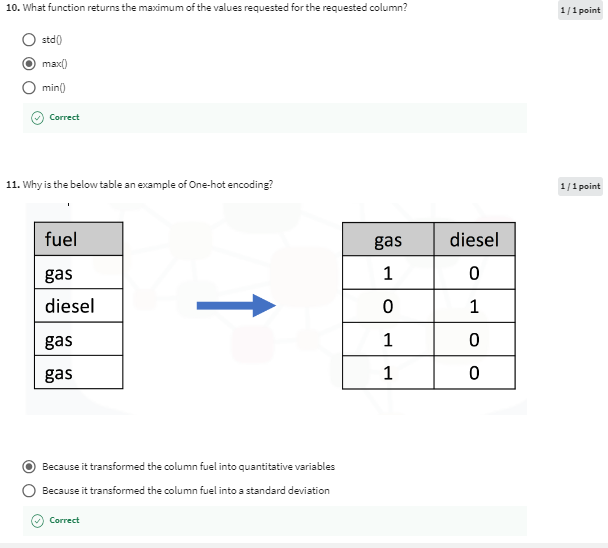 10. What function returns the maximum of the values requested for the requested column?
1 / 1 point
std()
max()
min()
Correct
11. Why is the below table an example of One-hot encoding?
1 / 1 point
fuel
gas
diesel
gas
gas
gas diesel
1 0
0 1
1 0
1 0
Because it transformed the column fuel into quantitative variables
Because it transformed the column fuel into a standard deviation
Correct